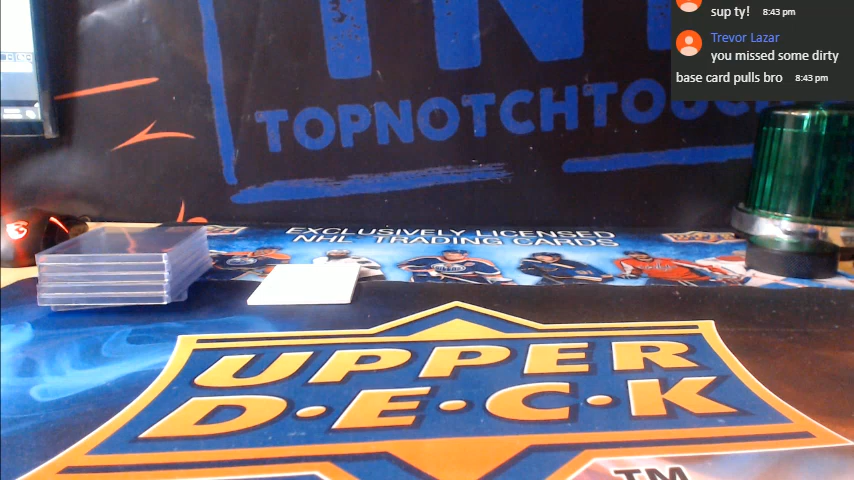 sup ty! 8:43 pm
Trevor Lazar
you missed some dirty
base card pulls bro 8:43 pm
TOPNOTCHTOU
EXCLUSIVELY LICENSED
NHL TRADING CARDS
UPPER
D·E·C·K
TM